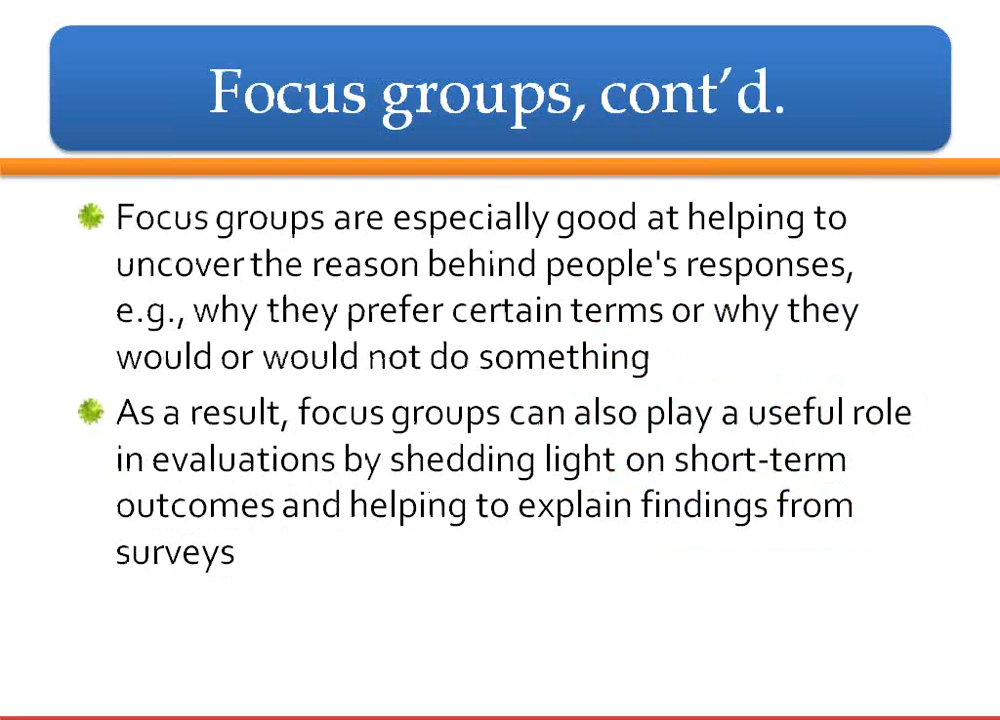 Focus groups, cont’d.
Focus groups are especially good at helping to
uncover the reason behind people's responses,
e.g., why they prefer certain terms or why they
would or would not do something
As a result, focus groups can also play a useful role
in evaluations by shedding light on short-term
outcomes and helping to explain findings from
surveys